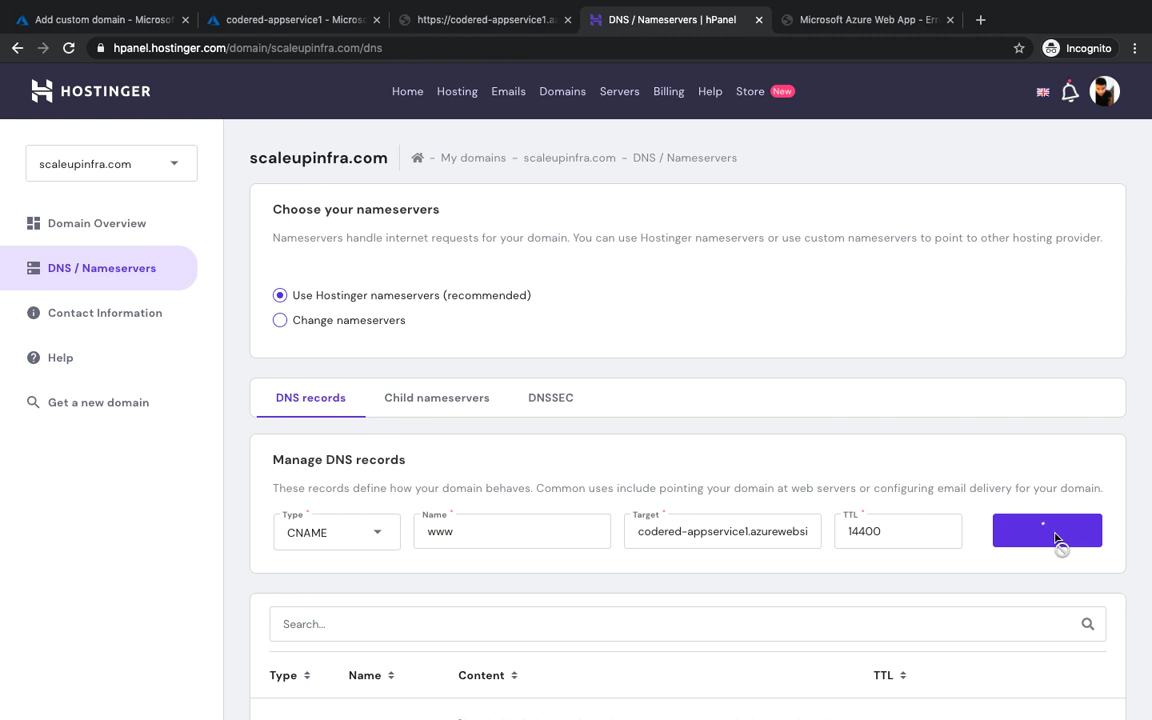 Add custom domain - Microsof
codered-appservice1 - Microso
https://codered-appservice1.a
DNS / Nameservers | hPanel
Microsoft Azure Web App - Err
hpanel.hostinger.com/domain/scaleupinfra.com/dns
Incognito
HOSTINGER
Home
Hosting
Emails
Domains
Servers
Billing
Help
Store
New
scaleupinfra.com
Domain Overview
DNS / Nameservers
Contact Information
Help
Get a new domain
scaleupinfra.com
- My domains - scaleupinfra.com - DNS / Nameservers
Choose your nameservers
Nameservers handle internet requests for your domain. You can use Hostinger nameservers or use custom nameservers to point to other hosting provider.
Use Hostinger nameservers (recommended)
Change nameservers
DNS records
Child nameservers
DNSSEC
Manage DNS records
These records define how your domain behaves. Common uses include pointing your domain at web servers or configuring email delivery for your domain.
Type *
CNAME
Name *
www
Target *
codered-appservice1.azurewebsi
TTL *
14400
Search...
Type
Name
Content
TTL